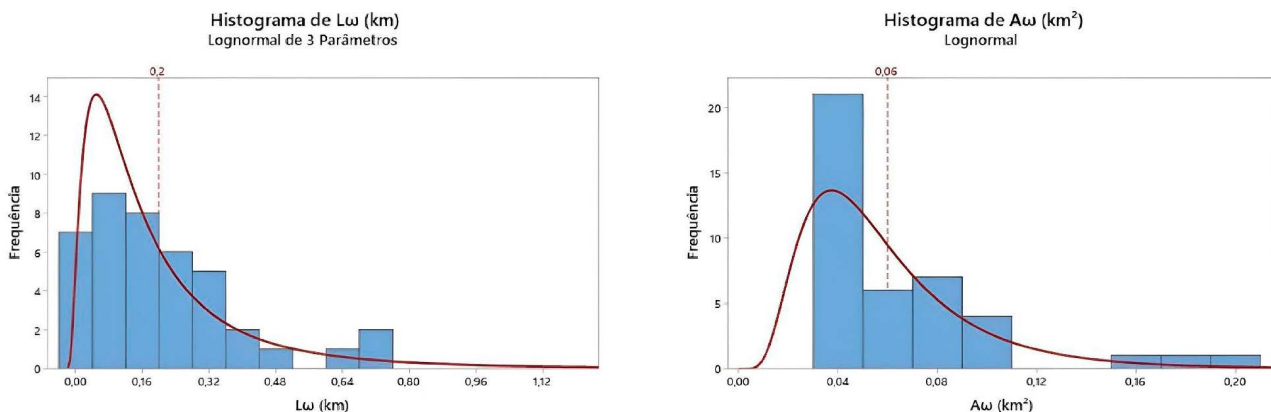 Histograma de Lω (km)
Lognormal de 3 Parâmetros
0,2
14
12
10
8
6
4
2
0
Frequência
0,00 0,16 0,32 0,48 0,64 0,80 0,96 1,12
Lω (km)
Histograma de Aω (km²)
Lognormal
0,06
20
15
10
5
0
Frequência
0,00 0,04 0,08 0,12 0,16 0,20
Aω (km²)